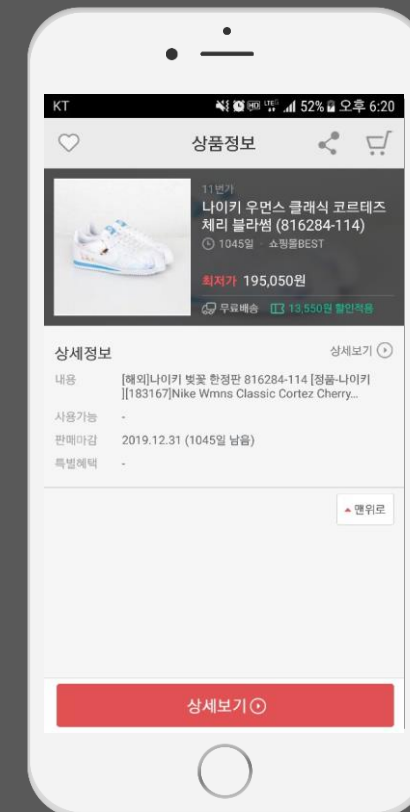 KT HD LTE 52% 오후 6:20
상품정보
11번가
나이키 우먼스 클래식 코르테즈
체리 블라썸 (816284-114)
1045일 · 쇼핑몰BEST
최저가 195,050원
무료배송 13,550원 할인적용
상세정보 상세보기
내용 [해외]나이키 벚꽃 한정판 816284-114 [정품-나이키
][183167]Nike Wmns Classic Cortez Cherry...
사용가능 -
판매마감 2019.12.31 (1045일 남음)
특별혜택 -
맨위로
상세보기